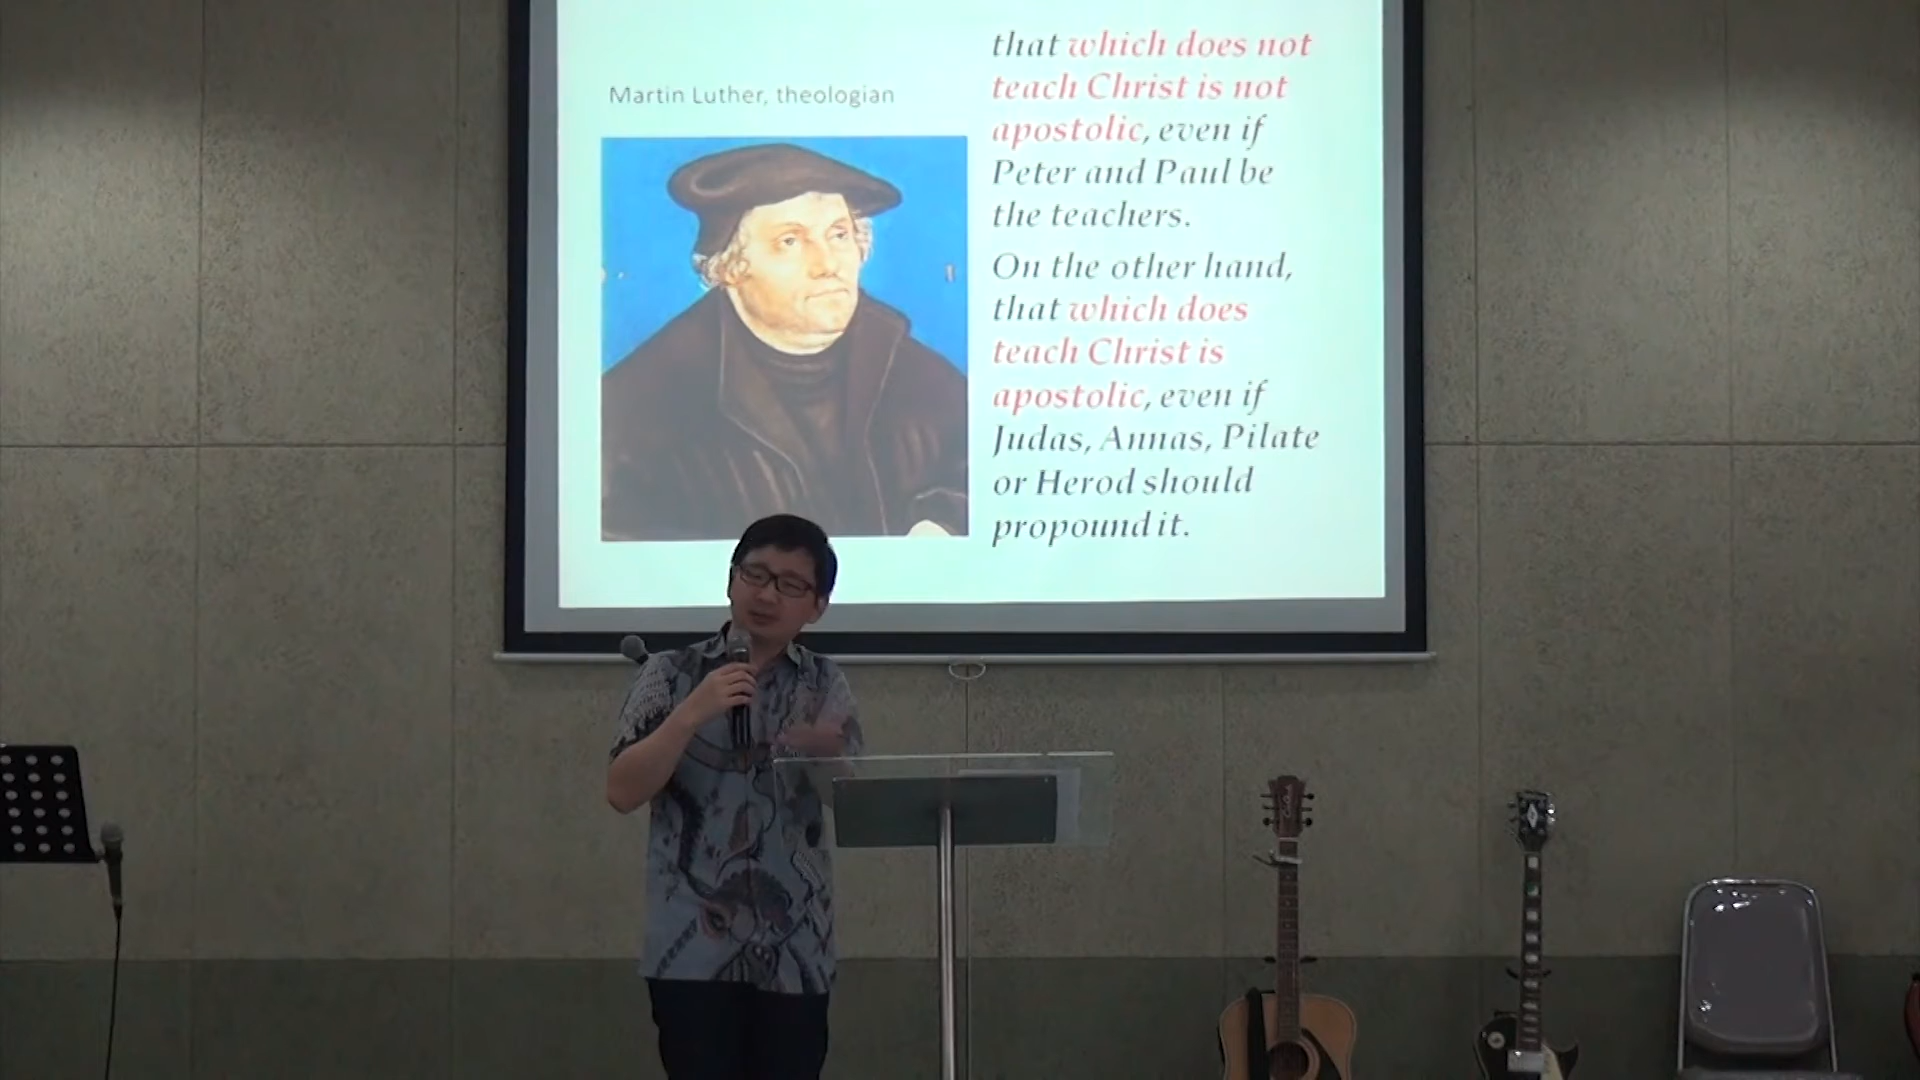 Martin Luther, theologian
that which does not
teach Christ is not
apostolic, even if
Peter and Paul be
the teachers.
On the other hand,
that which does
teach Christ is
apostolic, even if
Judas, Annas, Pilate
or Herod should
propound it.